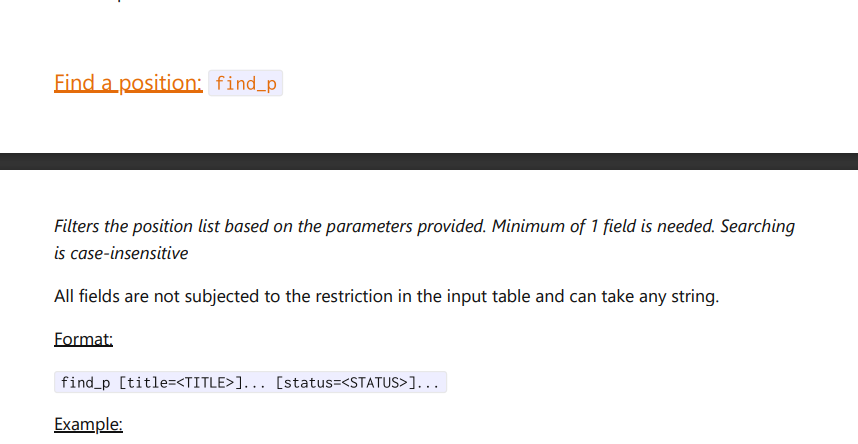 Find a position: find_p
Filters the position list based on the parameters provided. Minimum of 1 field is needed. Searching
is case-insensitive
All fields are not subjected to the restriction in the input table and can take any string.
Format:
find_p [title=<TITLE>]... [status=<STATUS>]...
Example: